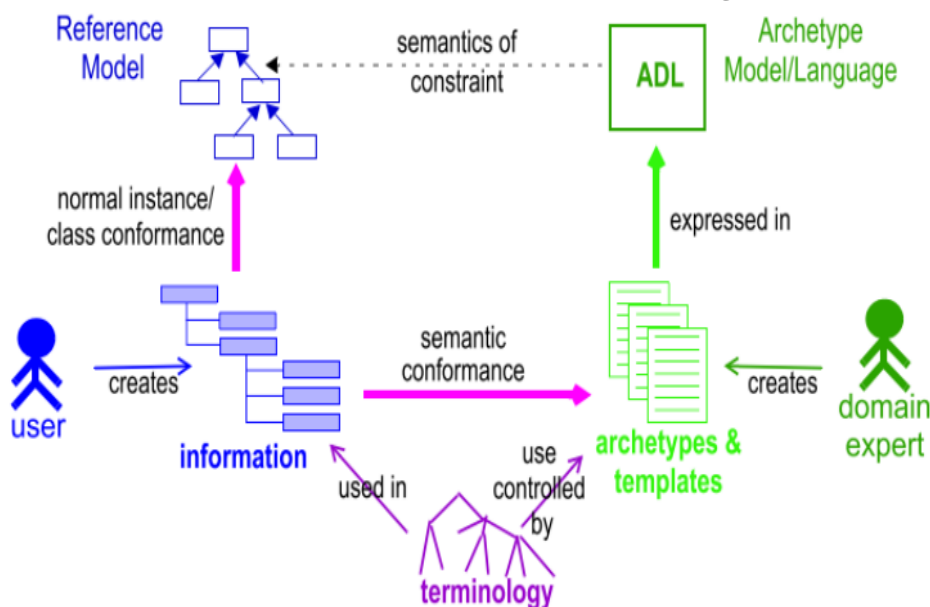 Reference
Model
semantics of
constraint
ADL
Archetype
Model/Language
normal instance/
class conformance
expressed in
user
creates
information
semantic
conformance
archetypes &
templates
creates
domain
expert
used in
use
controlled
by
terminology